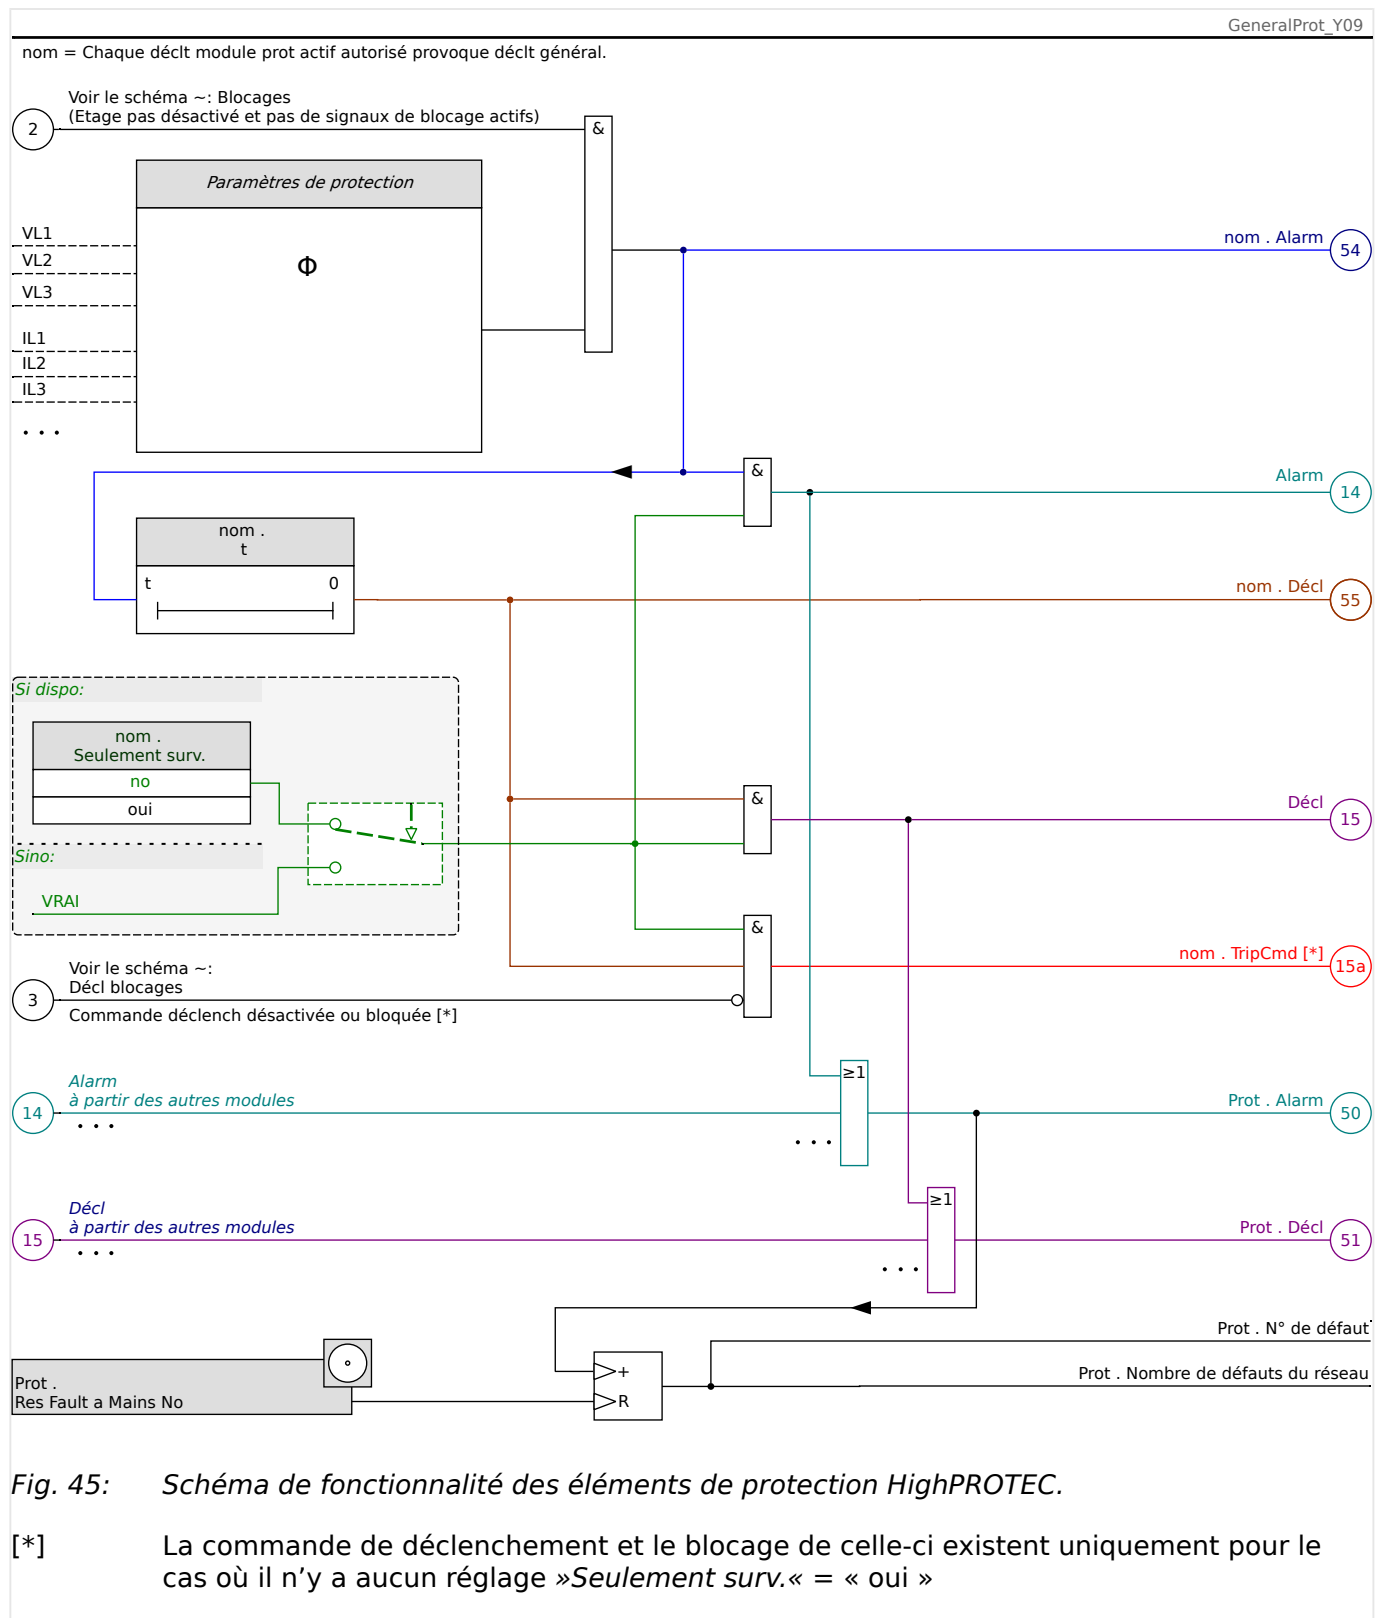 GeneralProt_Y09
nom = Chaque déclt module prot actif autorisé provoque déclt général.
Voir le schéma ~: Blocages
(Etage pas désactivé et pas de signaux de blocage actifs)
2
&
Paramètres de protection
Φ
VL1
VL2
VL3
IL1
IL2
IL3
. . .
nom . Alarm
54
&
Alarm
14
nom .
t
t 0
nom . Décl
55
Si dispo:
nom .
Seulement surv.
no
oui
Sino:
VRAI
&
Décl
15
&
nom . TripCmd [*]
15a
Voir le schéma ~:
Décl blocages
3
Commande déclench désactivée ou bloquée [*]
≥1
Alarm
à partir des autres modules
14
. . .
. . .
Prot . Alarm
50
≥1
Décl
à partir des autres modules
15
. . .
. . .
Prot . Décl
51
Prot . N° de défaut
Prot . Nombre de défauts du réseau
+
R
Prot .
Res Fault a Mains No
Fig. 45: Schéma de fonctionnalité des éléments de protection HighPROTEC.
[*] La commande de déclenchement et le blocage de celle-ci existent uniquement pour le
cas où il n’y a aucun réglage »Seulement surv.« = « oui »